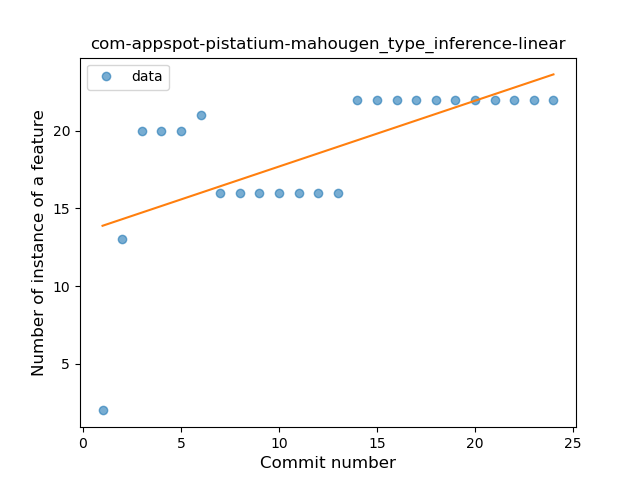 com-appspot-pistatium-mahougen_type_inference-linear
data
Number of instance of a feature
20
15
10
5
0
5
10
15
20
25
Commit number